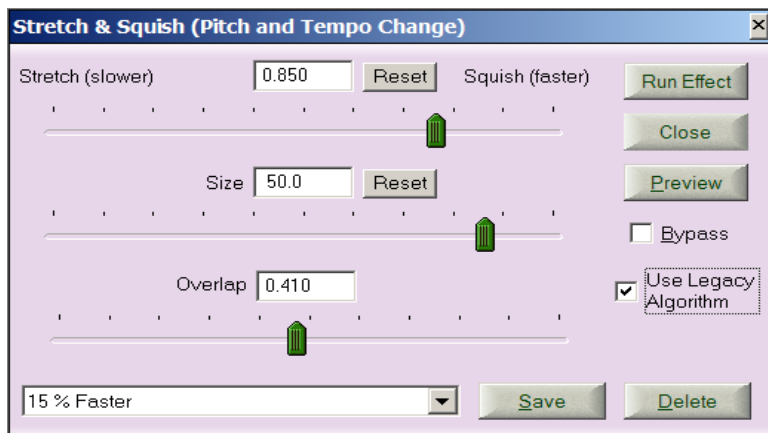 Stretch & Squish (Pitch and Tempo Change)
Stretch (slower) 0.850 Reset Squish (faster) Run Effect
Close
Size 50.0 Reset Preview
Bypass
Overlap 0.410 Use Legacy
Algorithm
15 % Faster Save Delete